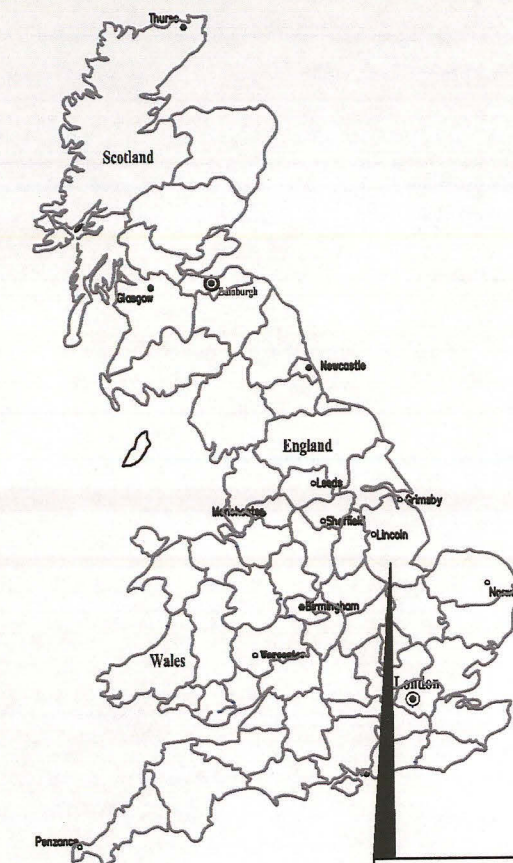 Thurso
Scotland
Glasgow
Edinburgh
Newcastle
England
Leeds
Grimsby
Manchester
Sheffield
Lincoln
Birmingham
Wales
Worcester
London
Penzance